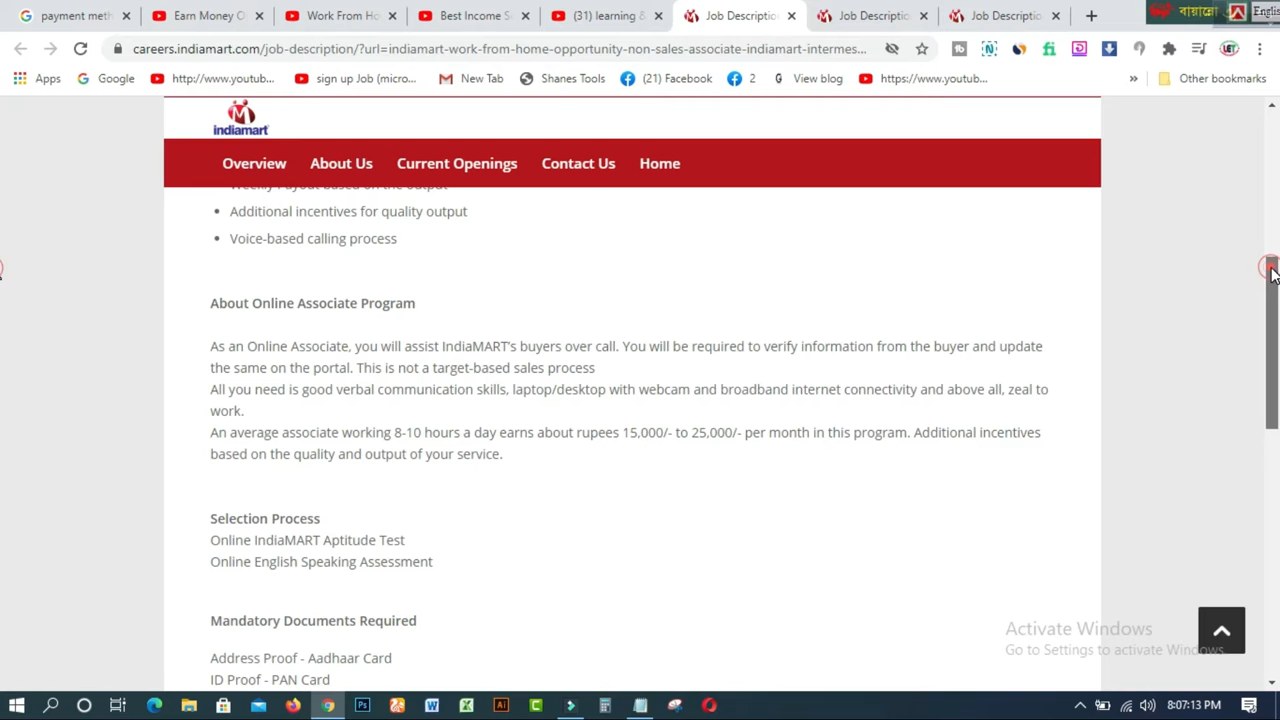 payment meth
Earn Money O
Work From Ho
Best Income S
(31) learning &
Job Descriptio
Job Descriptio
Job Descriptio
বায়ান্নো
Englis
careers.indiamart.com/job-description/?url=indiamart-work-from-home-opportunity-non-sales-associate-indiamart-intermes...
Apps
Google
http://www.youtub...
sign up Job (micro...
New Tab
Shanes Tools
(21) Facebook
2
View blog
https://www.youtub...
»
Other bookmarks
indiamart
Overview
About Us
Current Openings
Contact Us
Home
Weekly Payout based on the output
• Additional incentives for quality output
• Voice-based calling process
About Online Associate Program
As an Online Associate, you will assist IndiaMART's buyers over call. You will be required to verify information from the buyer and update
the same on the portal. This is not a target-based sales process
All you need is good verbal communication skills, laptop/desktop with webcam and broadband internet connectivity and above all, zeal to
work.
An average associate working 8-10 hours a day earns about rupees 15,000/- to 25,000/- per month in this program. Additional incentives
based on the quality and output of your service.
Selection Process
Online IndiaMART Aptitude Test
Online English Speaking Assessment
Mandatory Documents Required
Address Proof - Aadhaar Card
ID Proof - PAN Card
Activate Windows
Go to Settings to activate Windows.
8:07:13 PM